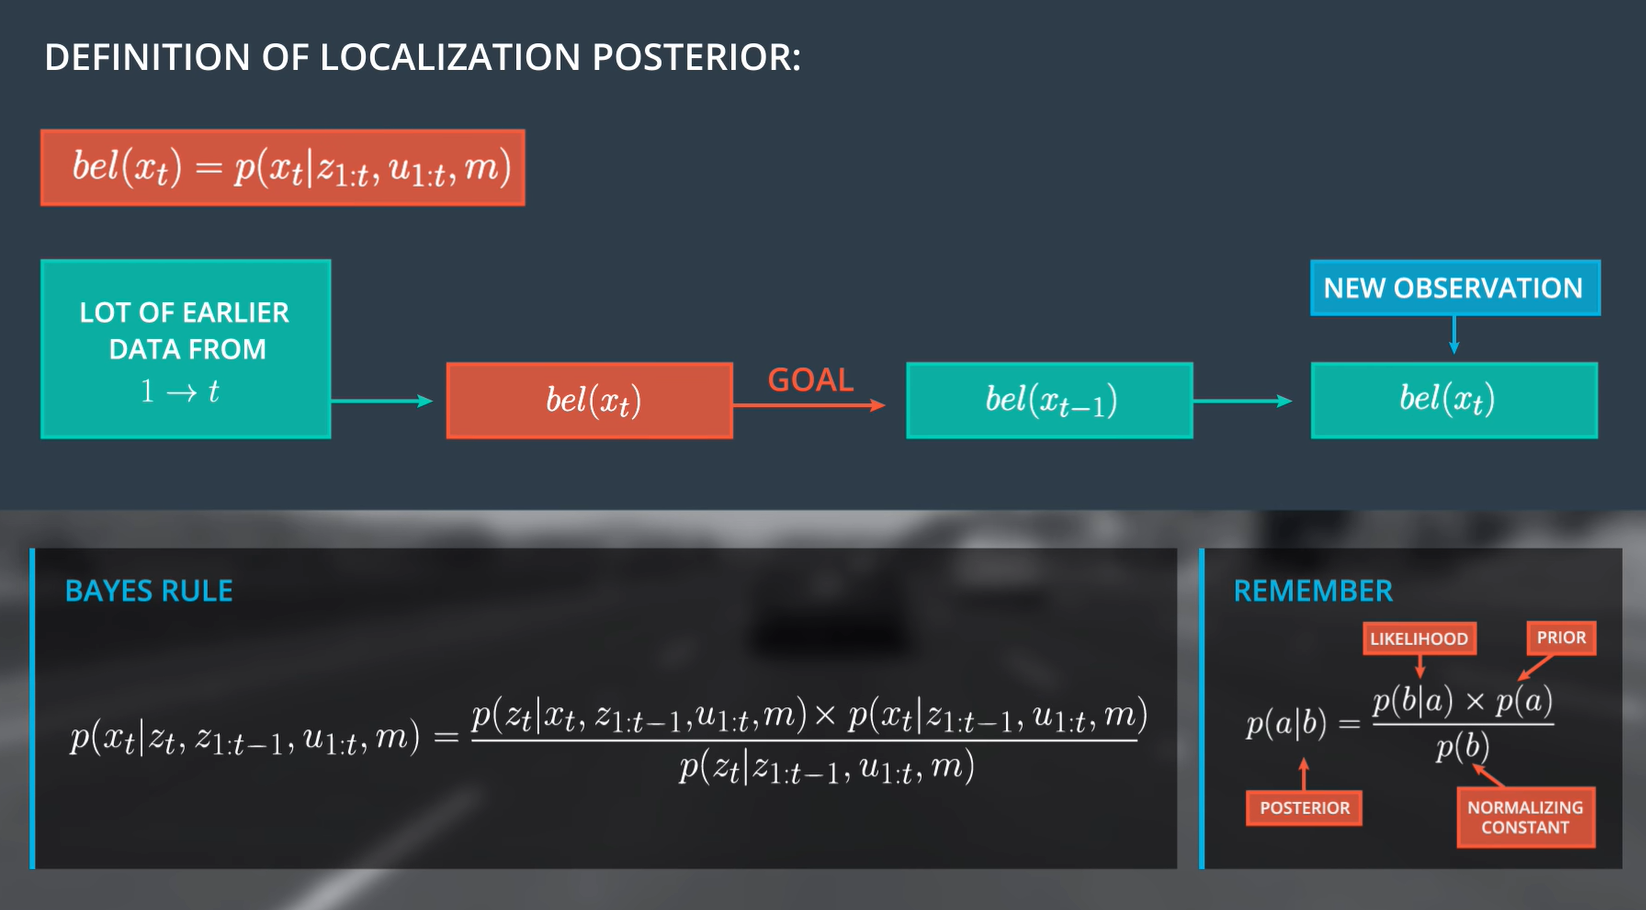 DEFINITION OF LOCALIZATION POSTERIOR:
bel(x_t) = p(x_t|z_{1:t}, u_{1:t}, m)
LOT OF EARLIER
DATA FROM
1 → t
bel(x_t)
GOAL
bel(x_{t−1})
NEW OBSERVATION
bel(x_t)
BAYES RULE
p(x_t|z_t, z_{1:t−1}, u_{1:t}, m) = \frac{p(z_t|x_t, z_{1:t−1}, u_{1:t}, m) × p(x_t|z_{1:t−1}, u_{1:t}, m)}{p(z_t|z_{1:t−1}, u_{1:t}, m)}
REMEMBER
LIKELIHOOD
PRIOR
p(a|b) = \frac{p(b|a) × p(a)}{p(b)}
POSTERIOR
NORMALIZING
CONSTANT